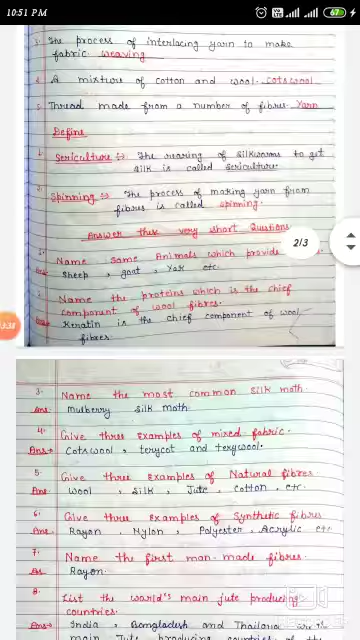 10:51 PM
67
3. The process of interlacing yarn to make
fabric. weaving
4. A mixture of cotton and wool. Cotswool
5. Thread made from a number of fibres. Yarn
Define
1. Sericulture :→ The rearing of silkworms to get
silk is called sericulture.
2. Spinning :→ The process of making yarn from
fibres is called spinning.
Answer these very short Questions
2/3
1. Name some Animals which provide
Ans:→ Sheep, goat, Yak etc.
2. Name the proteins which is the chief
component of wool fibres.
Ans:→ Keratin is the chief component of wool
fibres.
3. Name the most common silk moth.
Ans. Mulberry silk moth.
4. Give three examples of mixed fabric.
Ans:→ Cotswool, terycot and terywool.
5. Give three examples of Natural fibres
Ans. Wool, Silk, Jute, Cotton, etc.
6. Give three Examples of Synthetic fibres
Ans. Rayon, Nylon, Polyester, Acrylic etc.
7. Name the first man-made fibres.
As. Rayon.
8. List the world's main jute producing
countries.
Ans:→ India, Bangladesh and Thailand are the
main Jute producing countries of the